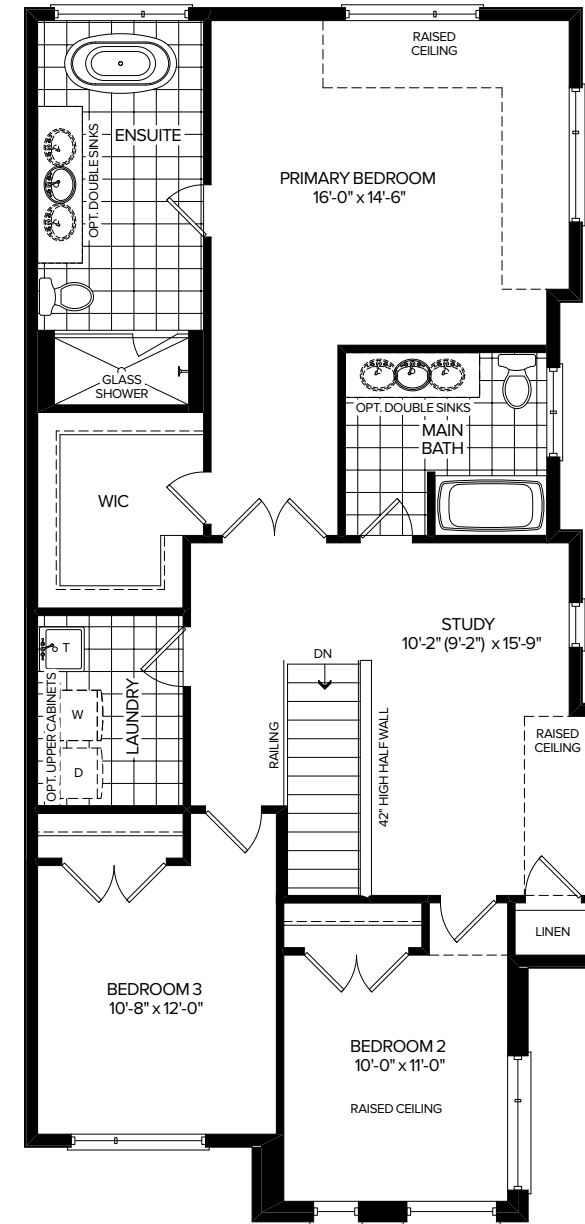 RAISED
CEILING
ENSUITE
OPT. DOUBLE SINKS
PRIMARY BEDROOM
16'-0" x 14'-6"
GLASS
SHOWER
OPT. DOUBLE SINKS
MAIN
BATH
WIC
STUDY
10'-2" (9'-2") x 15'-9"
DN
T
W
D
OPT. UPPER CABINETS
LAUNDRY
RAILING
42" HIGH HALF WALL
RAISED
CEILING
LINEN
BEDROOM 3
10'-8" x 12'-0"
BEDROOM 2
10'-0" x 11'-0"
RAISED CEILING